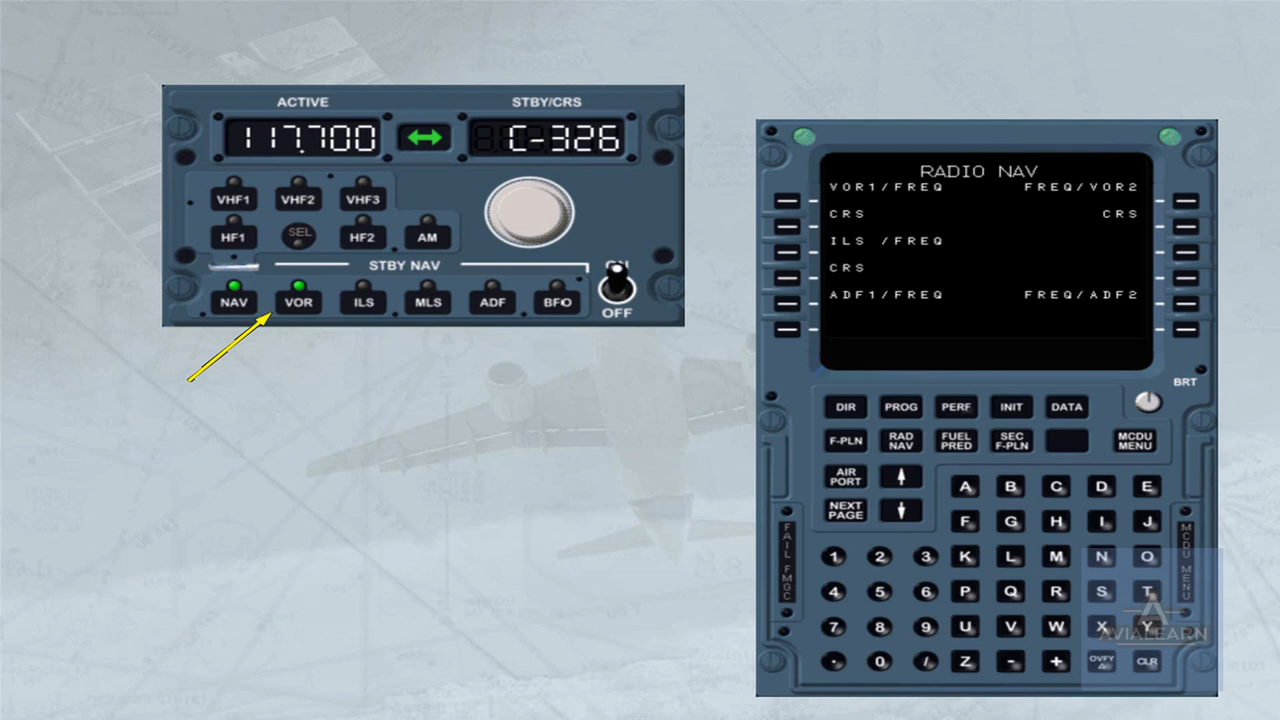 ACTIVE STBY/CRS
117.700 C-326
VHF1 VHF2 VHF3
HF1 SEL HF2 AM
STBY NAV ON
NAV VOR ILS MLS ADF BFO
OFF
RADIO NAV
VOR1/FREQ FREQ/VOR2
CRS CRS
ILS /FREQ
CRS
ADF1/FREQ FREQ/ADF2
BRT
DIR PROG PERF INIT DATA
F-PLN RAD NAV FUEL PRED SEC F-PLN MCDU MENU
AIR PORT
NEXT PAGE
A B C D E
F G H I J
1 2 3 K L M N O
4 5 6 P Q R S T
7 8 9 U V W X Y
. 0 / Z - + OVFY Δ CLR
FAIL FMGC
MCDU MENU
AVIALEARN